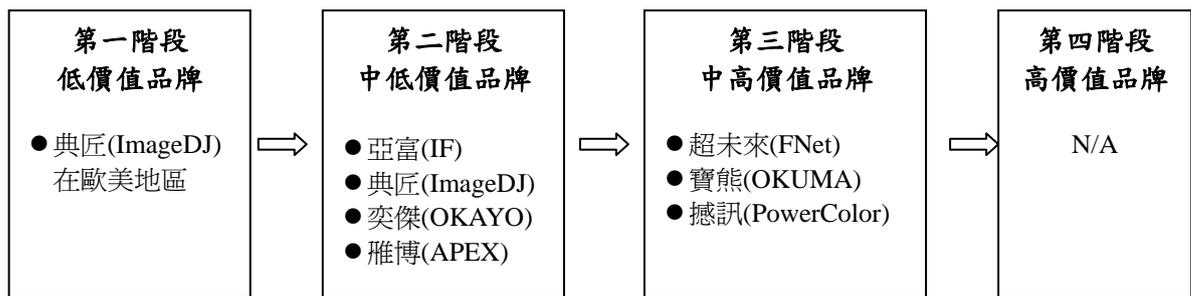 第一階段
低價值品牌
●典匠(ImageDJ)
在歐美地區
第二階段
中低價值品牌
●亞富(IF)
●典匠(ImageDJ)
●奕傑(OKAYO)
●雃博(APEX)
第三階段
中高價值品牌
●超未來(FNet)
●寶熊(OKUMA)
●撼訊(PowerColor)
第四階段
高價值品牌
N/A